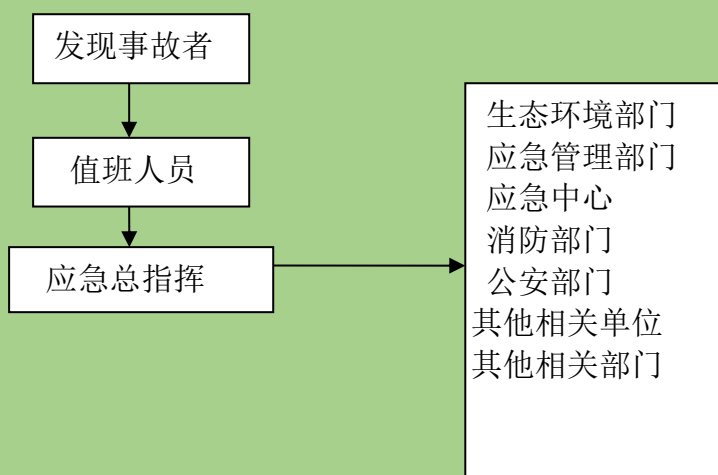 发现事故者
值班人员
应急总指挥
生态环境部门
应急管理部门
应急中心
消防部门
公安部门
其他相关单位
其他相关部门